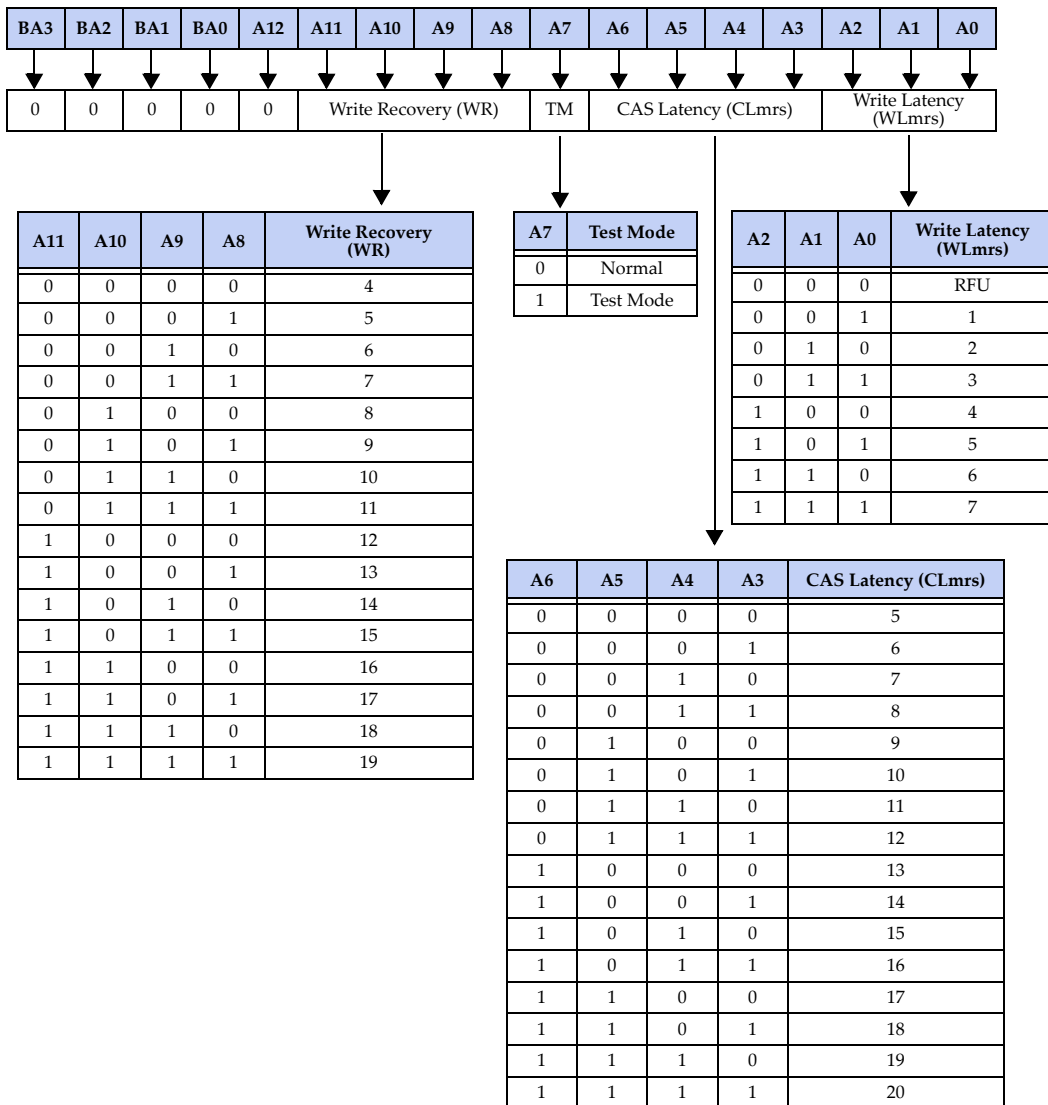 BA3 BA2 BA1 BA0 A12 A11 A10 A9 A8 A7 A6 A5 A4 A3 A2 A1 A0
0 0 0 0 0 Write Recovery (WR) TM CAS Latency (CLmrs) Write Latency
(WLmrs)
A11 A10 A9 A8 Write Recovery
(WR)
0 0 0 0 4
0 0 0 1 5
0 0 1 0 6
0 0 1 1 7
0 1 0 0 8
0 1 0 1 9
0 1 1 0 10
0 1 1 1 11
1 0 0 0 12
1 0 0 1 13
1 0 1 0 14
1 0 1 1 15
1 1 0 0 16
1 1 0 1 17
1 1 1 0 18
1 1 1 1 19
A7 Test Mode
0 Normal
1 Test Mode
A2 A1 A0 Write Latency
(WLmrs)
0 0 0 RFU
0 0 1 1
0 1 0 2
0 1 1 3
1 0 0 4
1 0 1 5
1 1 0 6
1 1 1 7
A6 A5 A4 A3 CAS Latency (CLmrs)
0 0 0 0 5
0 0 0 1 6
0 0 1 0 7
0 0 1 1 8
0 1 0 0 9
0 1 0 1 10
0 1 1 0 11
0 1 1 1 12
1 0 0 0 13
1 0 0 1 14
1 0 1 0 15
1 0 1 1 16
1 1 0 0 17
1 1 0 1 18
1 1 1 0 19
1 1 1 1 20